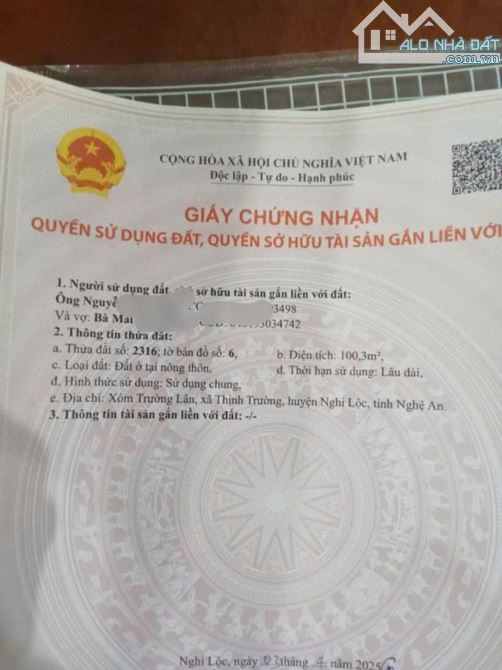 ALO NHÀ ĐẤT
.com.vn
CỘNG HÒA XÃ HỘI CHỦ NGHĨA VIỆT NAM
Độc lập - Tự do - Hạnh phúc
GIẤY CHỨNG NHẬN
QUYỀN SỬ DỤNG ĐẤT, QUYỀN SỞ HỮU TÀI SẢN GẮN LIỀN VỚI
1. Người sử dụng đất, sở hữu tài sản gắn liền với đất:
Ông 3498
Và vợ: Bà 034742
2. Thông tin thửa đất:
a. Thửa đất số: 2316; tờ bản đồ số: 6, b. Diện tích: 100,3m²,
c. Loại đất: Đất ở tại nông thôn, d. Thời hạn sử dụng: Lâu dài,
đ. Hình thức sử dụng: Sử dụng chung,
e. Địa chỉ: Xóm Trường Lân, xã Thịnh Trường, huyện Nghi Lộc, tỉnh Nghệ An.
3. Thông tin tài sản gắn liền với đất: -/-
Nghi Lộc, ngày tháng 4 năm 2025